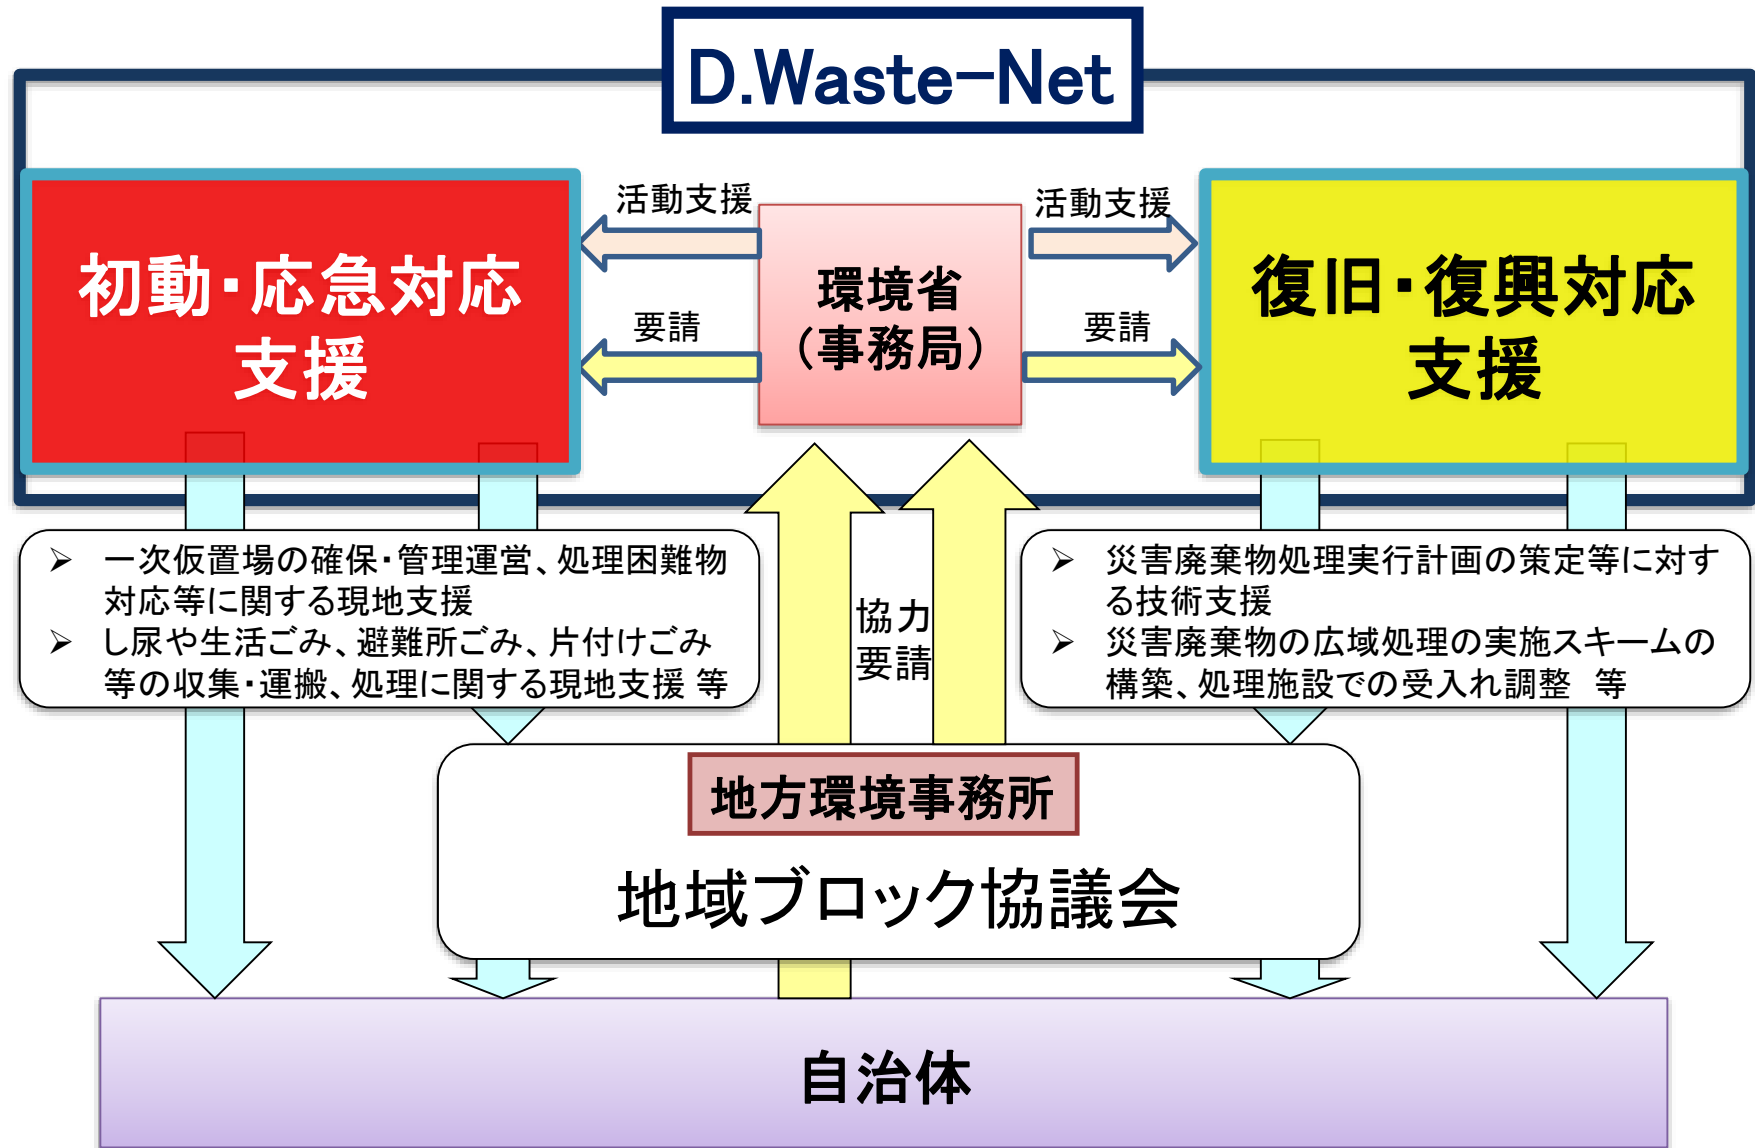 D.Waste−Net
初動・応急対応
支援
活動支援
要請
環境省
（事務局）
活動支援
要請
復旧・復興対応
支援
➢ 一次仮置場の確保・管理運営、処理困難物
対応等に関する現地支援
➢ し尿や生活ごみ、避難所ごみ、片付けごみ
等の収集・運搬、処理に関する現地支援 等
協力
要請
➢ 災害廃棄物処理実行計画の策定等に対す
る技術支援
➢ 災害廃棄物の広域処理の実施スキームの
構築、処理施設での受入れ調整　等
地方環境事務所
地域ブロック協議会
自治体